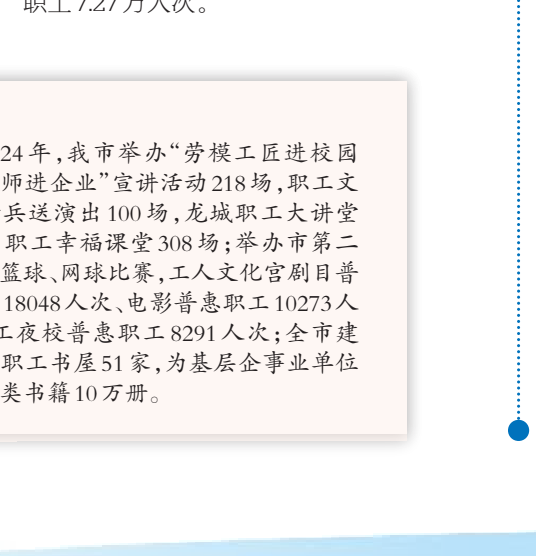 职工7.27万人次。
24年,我市举办“劳模工匠进校园
师进企业”宣讲活动218场,职工文
兵送演出100场,龙城职工大讲堂
职工幸福课堂308场;举办市第二
篮球、网球比赛,工人文化宫剧目普
18048人次、电影普惠职工10273人
工夜校普惠职工8291人次;全市建
职工书屋51家,为基层企事业单位
类书籍10万册。